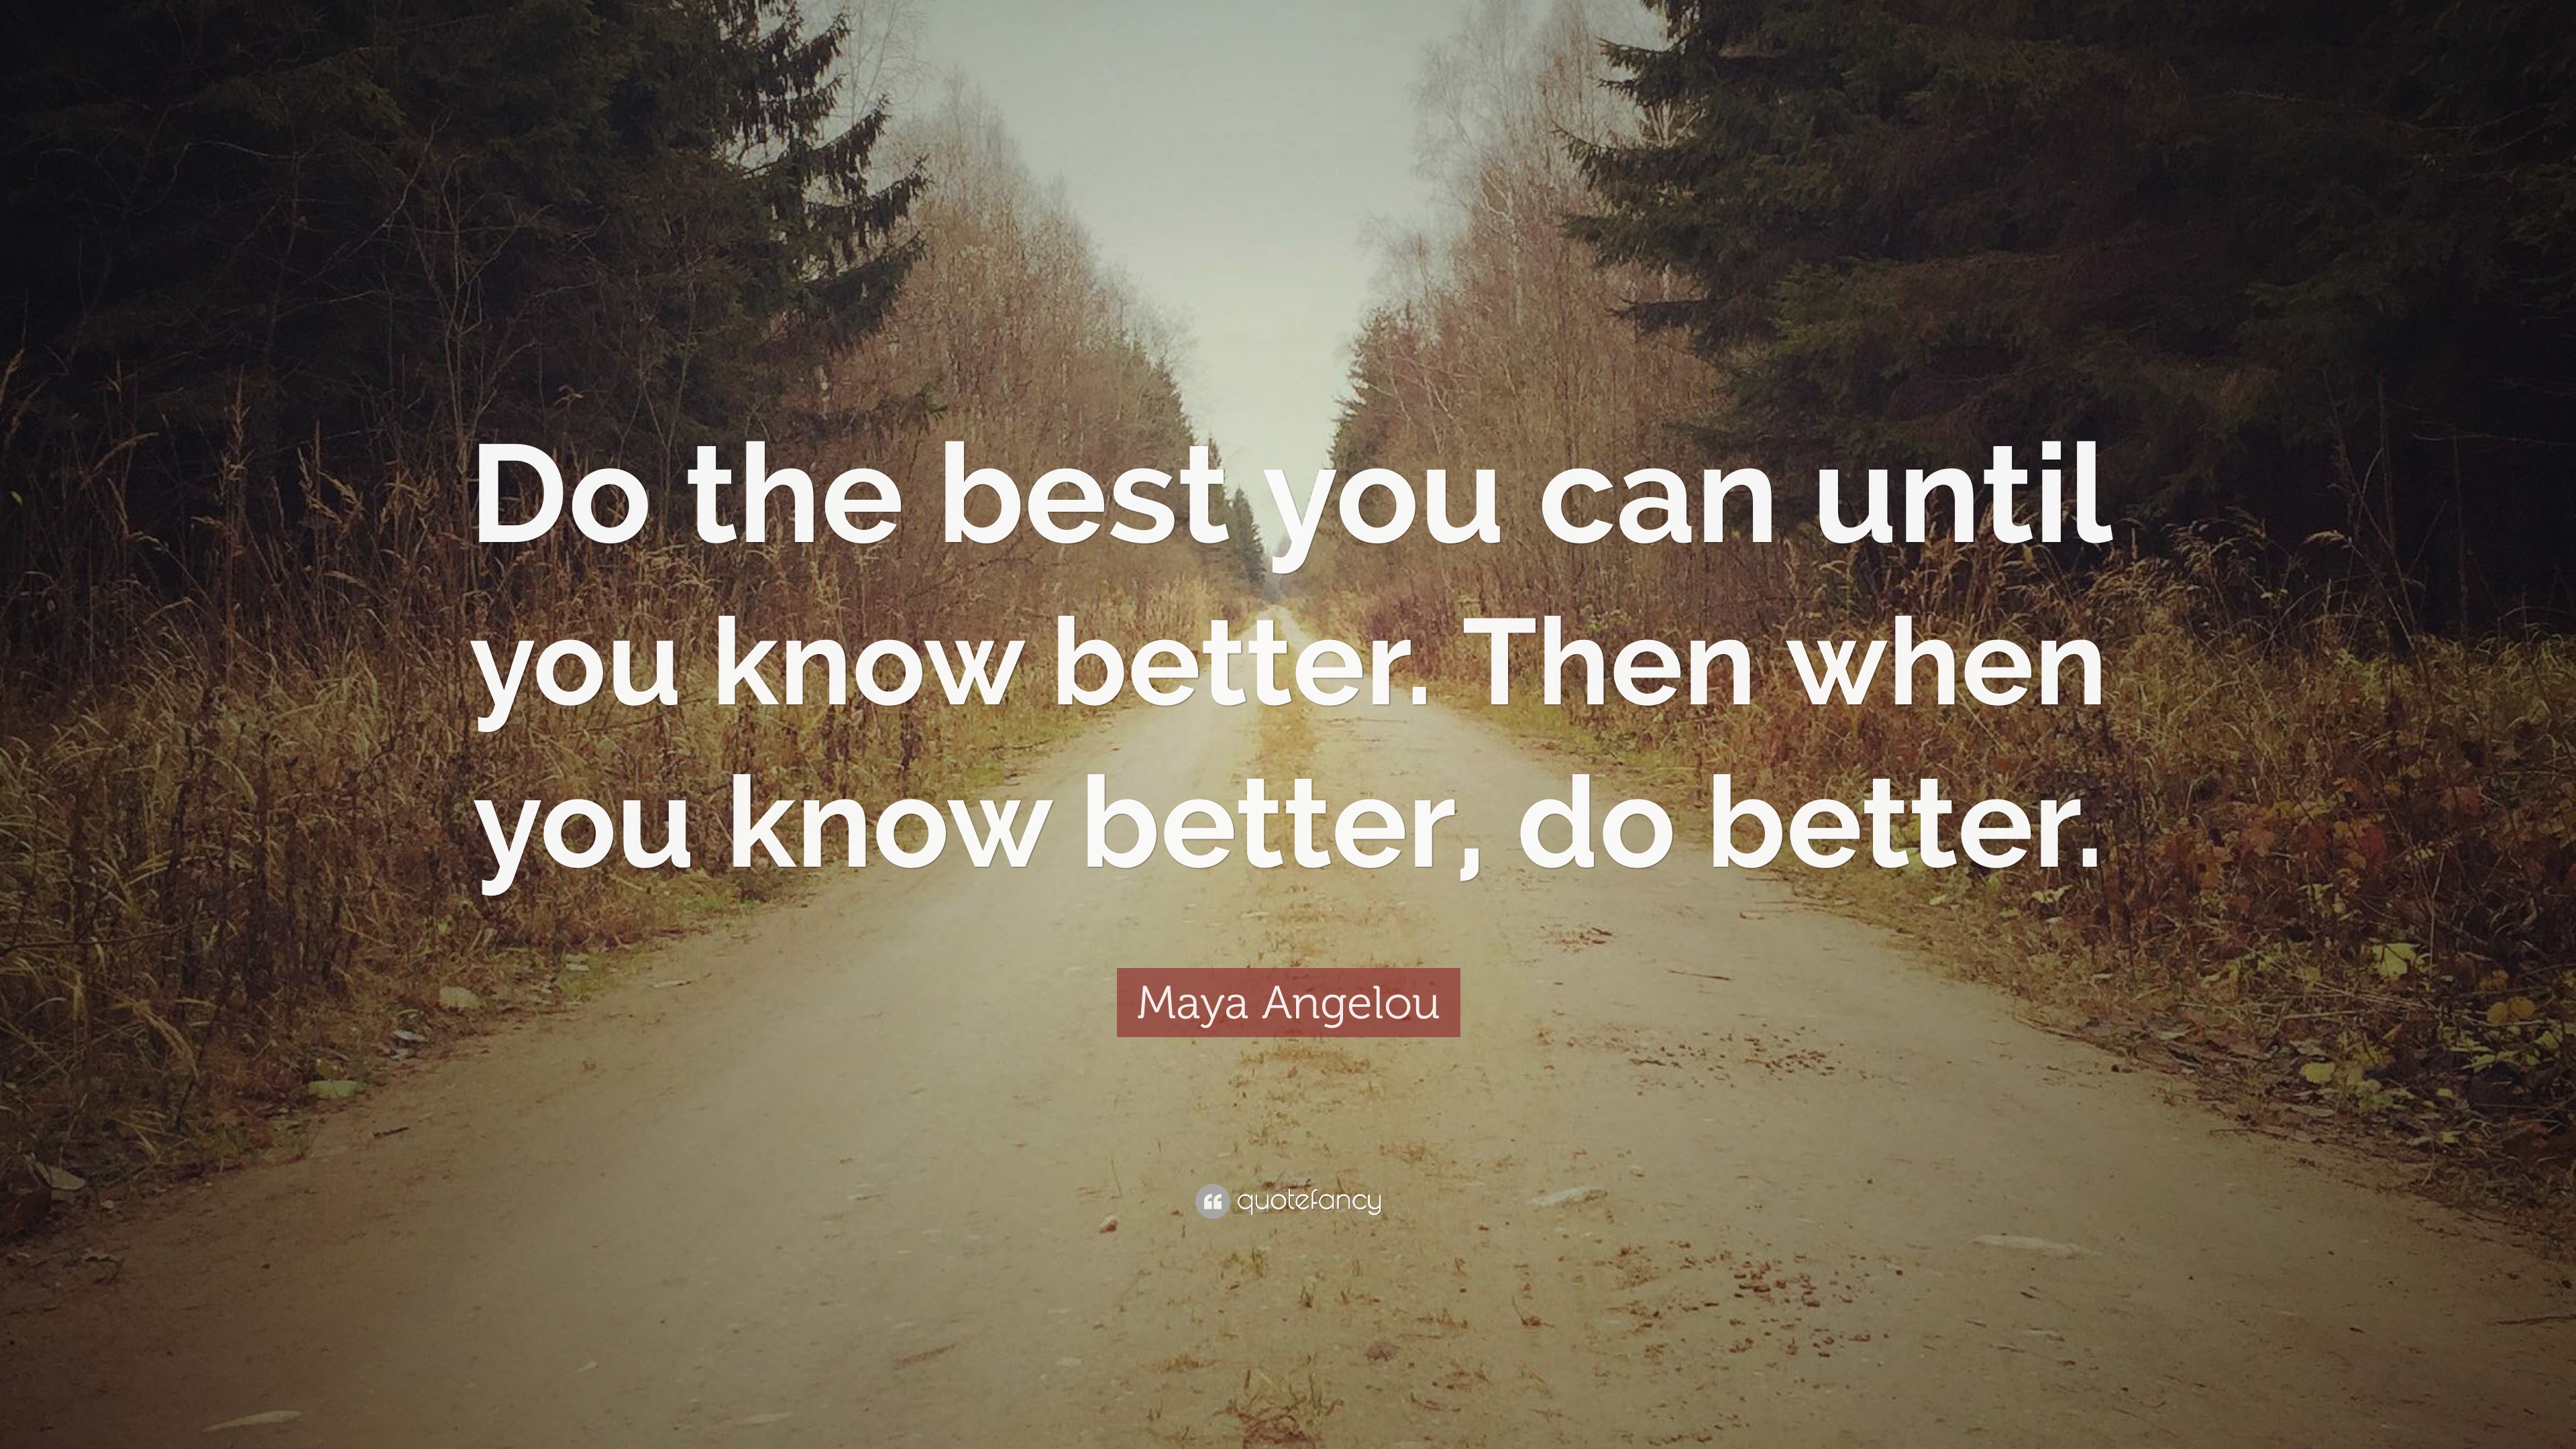 Do the best you can until
you know better. Then when
you know better, do better.
Maya Angelou
quotefancy